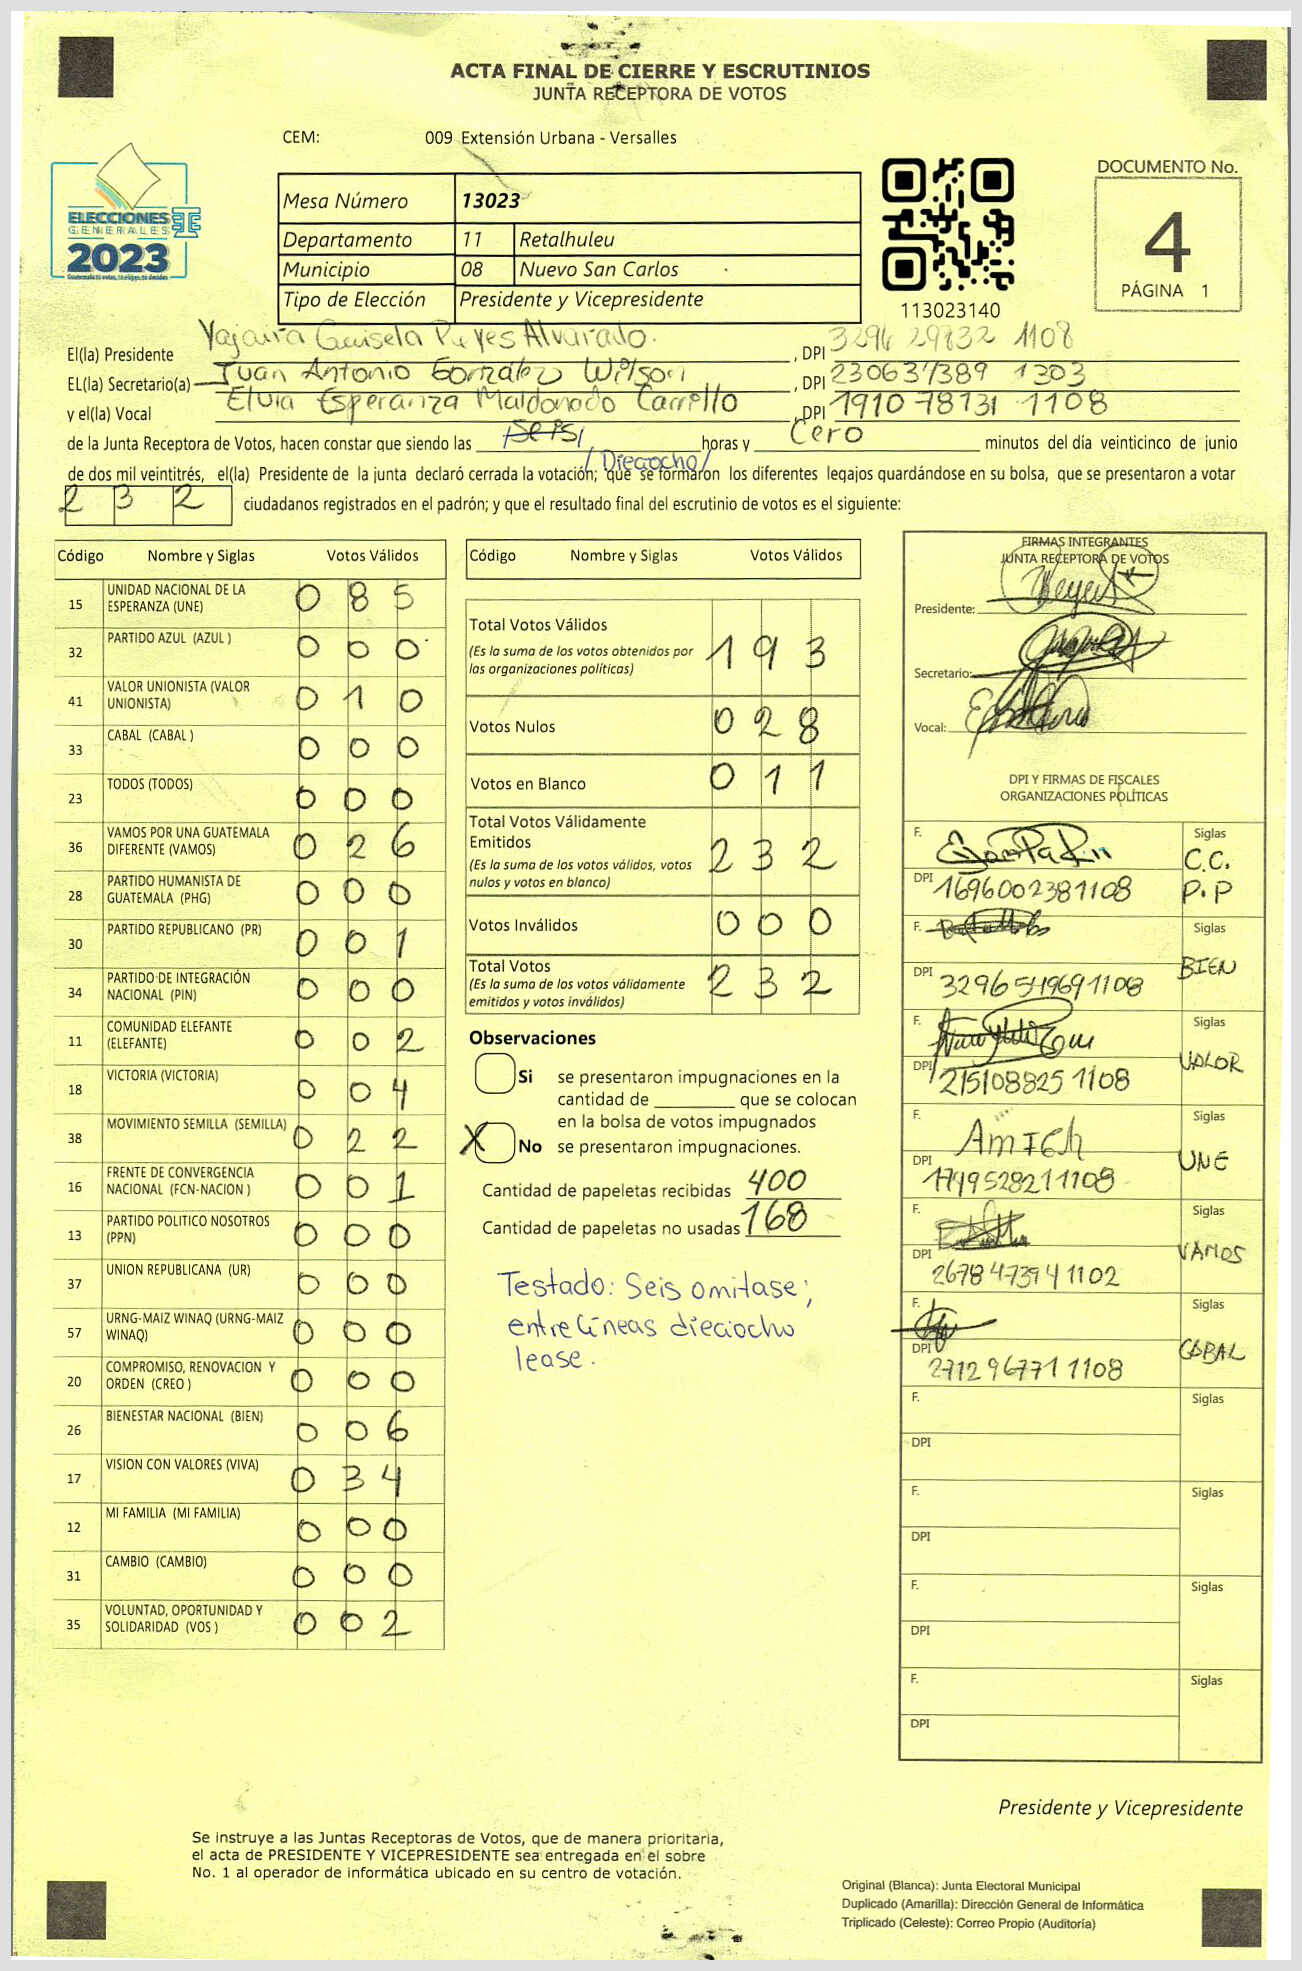 ACTA FINAL DE CIERRE Y ESCRUTINIOS
JUNTA RECEPTORA DE VOTOS
CEM: 009 Extensión Urbana - Versalles
ELECCIONES
GENERALES
2023
Mesa Número 13023
Departamento 11 Retalhuleu
Municipio 08 Nuevo San Carlos
Tipo de Elección Presidente y Vicepresidente
113023140
DOCUMENTO No.
4
PÁGINA 1
El(la) Presidente Yajaira Alvarado. , DPI 1108
EL(la) Secretario(a) Juan Antonio González Wilson , DPI 230637389 1303
y el(la) Vocal Elvia Esperanza Maldonado Carrillo , DPI 1910 78131 1108
de la Junta Receptora de Votos, hacen constar que siendo las seis horas y Cero minutos del día veinticinco de junio
/Dieciocho/
de dos mil veintitrés, el(la) Presidente de la junta declaró cerrada la votación; que se formaron los diferentes legajos quardándose en su bolsa, que se presentaron a votar
2 3 2 ciudadanos registrados en el padrón; y que el resultado final del escrutinio de votos es el siguiente:
Código Nombre y Siglas Votos Válidos
15 UNIDAD NACIONAL DE LA ESPERANZA (UNE) 0 8 5
32 PARTIDO AZUL (AZUL ) 0 0 0
41 VALOR UNIONISTA (VALOR UNIONISTA) 0 1 0
33 CABAL (CABAL ) 0 0 0
23 TODOS (TODOS) 0 0 0
36 VAMOS POR UNA GUATEMALA DIFERENTE (VAMOS) 0 2 6
28 PARTIDO HUMANISTA DE GUATEMALA (PHG) 0 0 0
30 PARTIDO REPUBLICANO (PR) 0 0 1
34 PARTIDO DE INTEGRACIÓN NACIONAL (PIN) 0 0 0
11 COMUNIDAD ELEFANTE (ELEFANTE) 0 0 2
18 VICTORIA (VICTORIA) 0 0 4
38 MOVIMIENTO SEMILLA (SEMILLA) 0 2 2
16 FRENTE DE CONVERGENCIA NACIONAL (FCN-NACION ) 0 0 1
13 PARTIDO POLITICO NOSOTROS (PPN) 0 0 0
37 UNION REPUBLICANA (UR) 0 0 0
57 URNG-MAIZ WINAQ (URNG-MAIZ WINAQ) 0 0 0
20 COMPROMISO, RENOVACION Y ORDEN (CREO ) 0 0 0
26 BIENESTAR NACIONAL (BIEN) 0 0 6
17 VISION CON VALORES (VIVA) 0 3 4
12 MI FAMILIA (MI FAMILIA) 0 0 0
31 CAMBIO (CAMBIO) 0 0 0
35 VOLUNTAD, OPORTUNIDAD Y SOLIDARIDAD (VOS ) 0 0 2
Código Nombre y Siglas Votos Válidos
Total Votos Válidos 1 9 3
(Es la suma de los votos obtenidos por
las organizaciones políticas)
Votos Nulos 0 2 8
Votos en Blanco 0 1 1
Total Votos Válidamente
Emitidos 2 3 2
(Es la suma de los votos válidos, votos
nulos y votos en blanco)
Votos Inválidos 0 0 0
Total Votos 2 3 2
(Es la suma de los votos válidamente
emitidos y votos inválidos)
Observaciones
Si se presentaron impugnaciones en la
cantidad de ________ que se colocan
en la bolsa de votos impugnados
X No se presentaron impugnaciones.
Cantidad de papeletas recibidas 400
Cantidad de papeletas no usadas 168
Testado: Seis omitase;
entre líneas dieciocho
lease.
FIRMAS INTEGRANTES
JUNTA RECEPTORA DE VOTOS
Presidente:
Secretario:
Vocal:
DPI Y FIRMAS DE FISCALES
ORGANIZACIONES POLÍTICAS
F. Siglas C.C. P.P
DPI 1696002381108
F. Siglas BIEN
DPI 3296 549691108
F. Siglas VALOR
DPI 215108825 1108
F. Siglas UNE
DPI 1749528211108
F. Siglas VAMOS
DPI 2678473941102
F. Siglas CABAL
DPI 2712 96771 1108
F. Siglas
DPI
F. Siglas
DPI
F. Siglas
DPI
F. Siglas
DPI
Presidente y Vicepresidente
Se instruye a las Juntas Receptoras de Votos, que de manera prioritaria,
el acta de PRESIDENTE Y VICEPRESIDENTE sea entregada en el sobre
No. 1 al operador de informática ubicado en su centro de votación.
Original (Blanca): Junta Electoral Municipal
Duplicado (Amarilla): Dirección General de Informática
Triplicado (Celeste): Correo Propio (Auditoría)